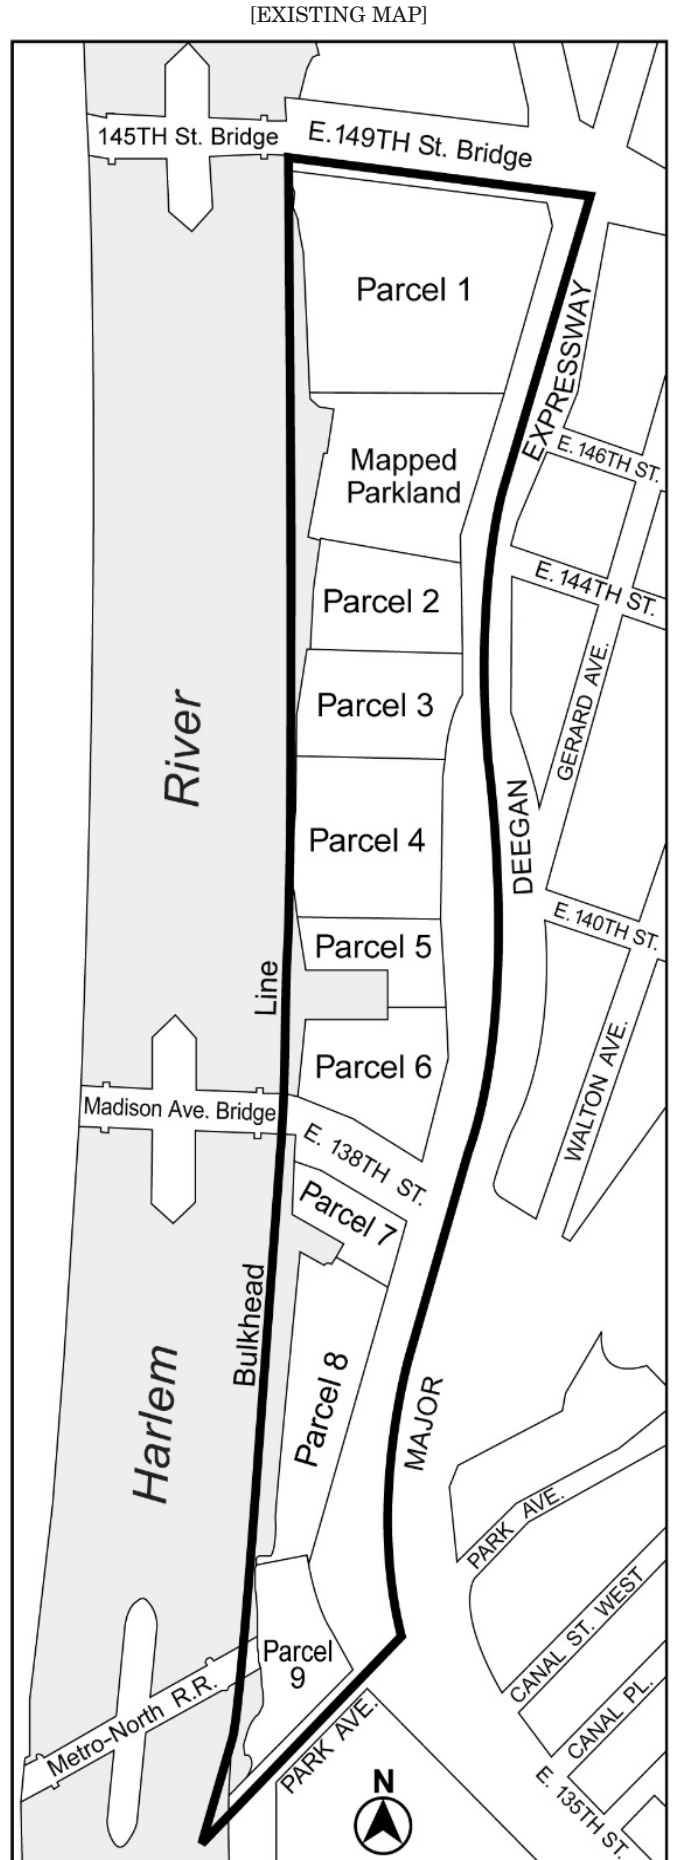 [EXISTING MAP]
145TH St. Bridge
E.149TH St. Bridge
Parcel 1
EXPRESSWAY
Mapped
Parkland
E.146TH ST.
E.144TH ST.
Parcel 2
GERARD AVE.
Parcel 3
River
Parcel 4
DEEGAN
E.140TH ST.
Parcel 5
Line
WALTON AVE.
Parcel 6
Madison Ave. Bridge
E. 138TH ST.
Parcel 7
Bulkhead
Harlem
Parcel 8
MAJOR
PARK AVE.
CANAL ST. WEST
Parcel
9
CANAL PL.
Metro-North R.R.
PARK AVE.
E. 135TH ST.
N